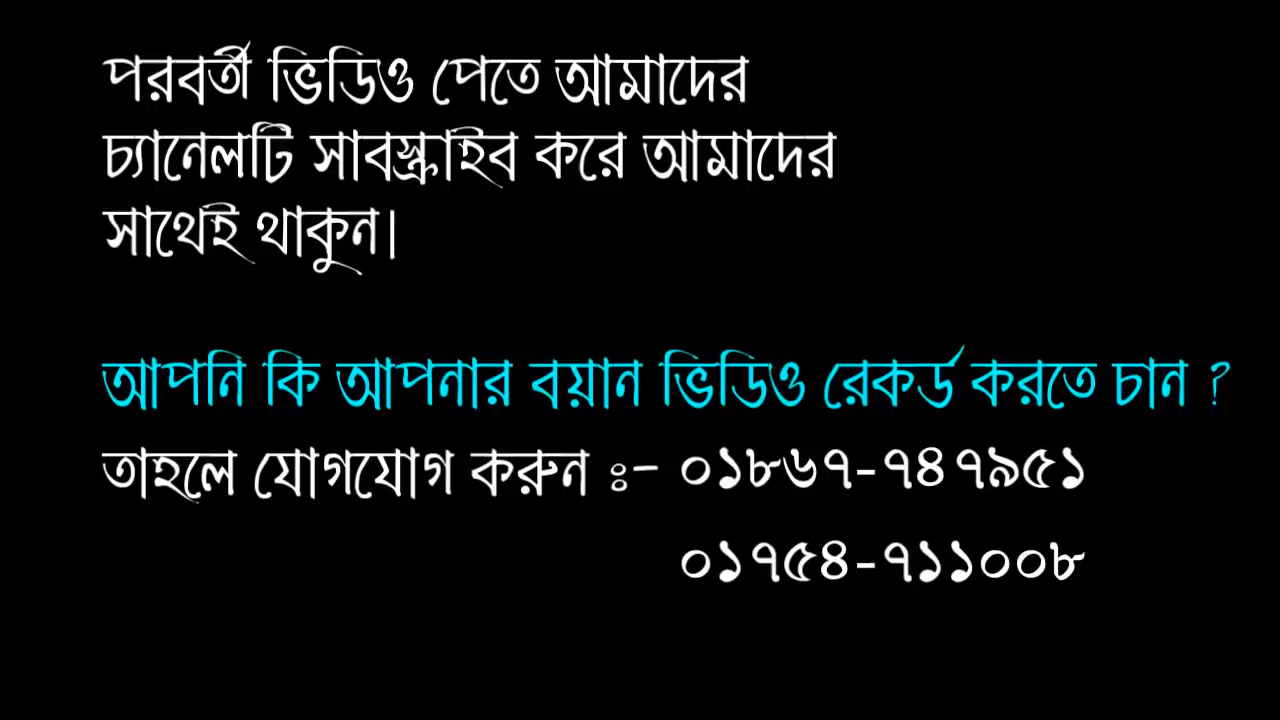 পরবর্তী ভিডিও পেতে আমাদের
চ্যানেলটি সাবস্ক্রাইব করে আমাদের
সাথেই থাকুন।
আপনি কি আপনার বয়ান ভিডিও রেকর্ড করতে চান ?
তাহলে যোগযোগ করুন ঃ- ০১৮৬৭-৭৪৭৯৫১
০১৭৫৪-৭১১০০৮